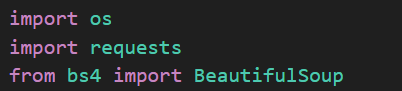 import os
import requests
from bs4 import BeautifulSoup